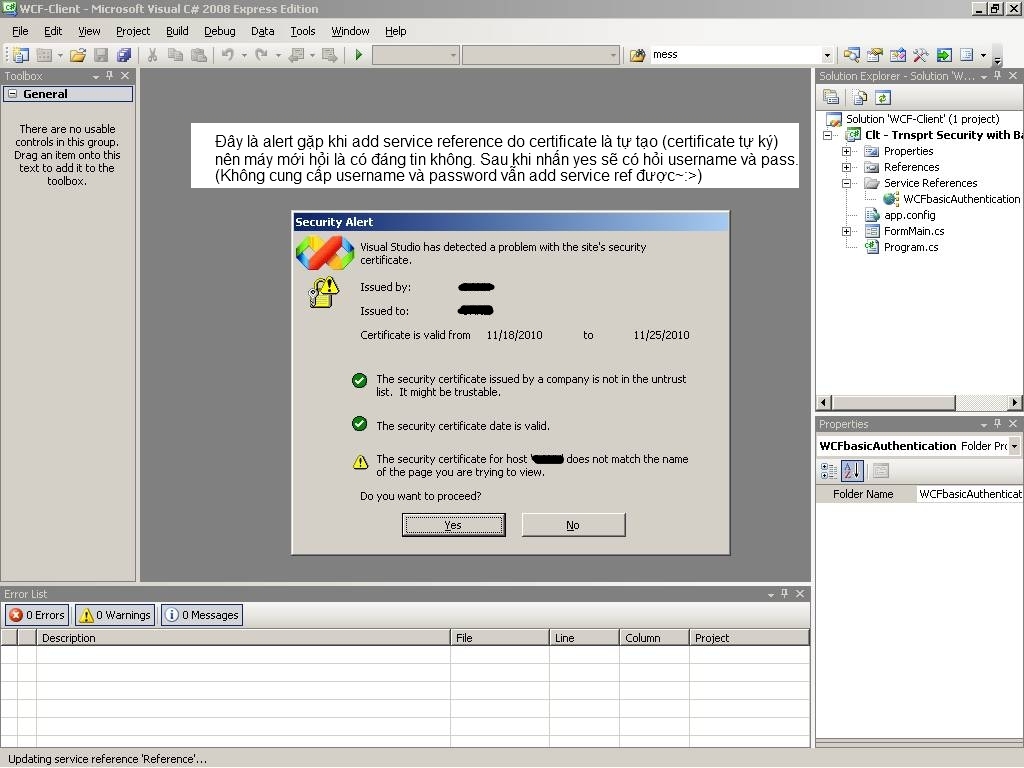 WCF-Client - Microsoft Visual C# 2008 Express Edition
File Edit View Project Build Debug Data Tools Window Help
mess
Toolbox
General
There are no usable
controls in this group.
Drag an item onto this
text to add it to the
toolbox.
Đây là alert gặp khi add service reference do certificate là tự tạo (certificate tự ký)
nên máy mới hỏi là có đáng tin không. Sau khi nhấn yes sẽ có hỏi username và pass.
(Không cung cấp username và password vẫn add service ref được~:>)
Security Alert
Visual Studio has detected a problem with the site's security
certificate.
Issued by:
Issued to:
Certificate is valid from 11/18/2010 to 11/25/2010
The security certificate issued by a company is not in the untrust
list. It might be trustable.
The security certificate date is valid.
The security certificate for host ' does not match the name
of the page you are trying to view.
Do you want to proceed?
Yes No
Solution Explorer - Solution 'W...
Solution 'WCF-Client' (1 project)
Clt - Trnsprt Security with Ba
Properties
References
Service References
WCFbasicAuthentication
app.config
FormMain.cs
Program.cs
Properties
WCFbasicAuthentication Folder Pr
Folder Name WCFbasicAuthenticat
Error List
0 Errors 0 Warnings 0 Messages
Description File Line Column Project
Updating service reference 'Reference'...